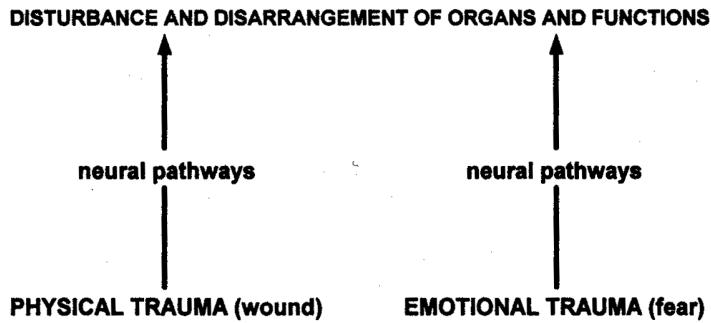 DISTURBANCE AND DISARRANGEMENT OF ORGANS AND FUNCTIONS
neural pathways neural pathways
PHYSICAL TRAUMA (wound) EMOTIONAL TRAUMA (fear)